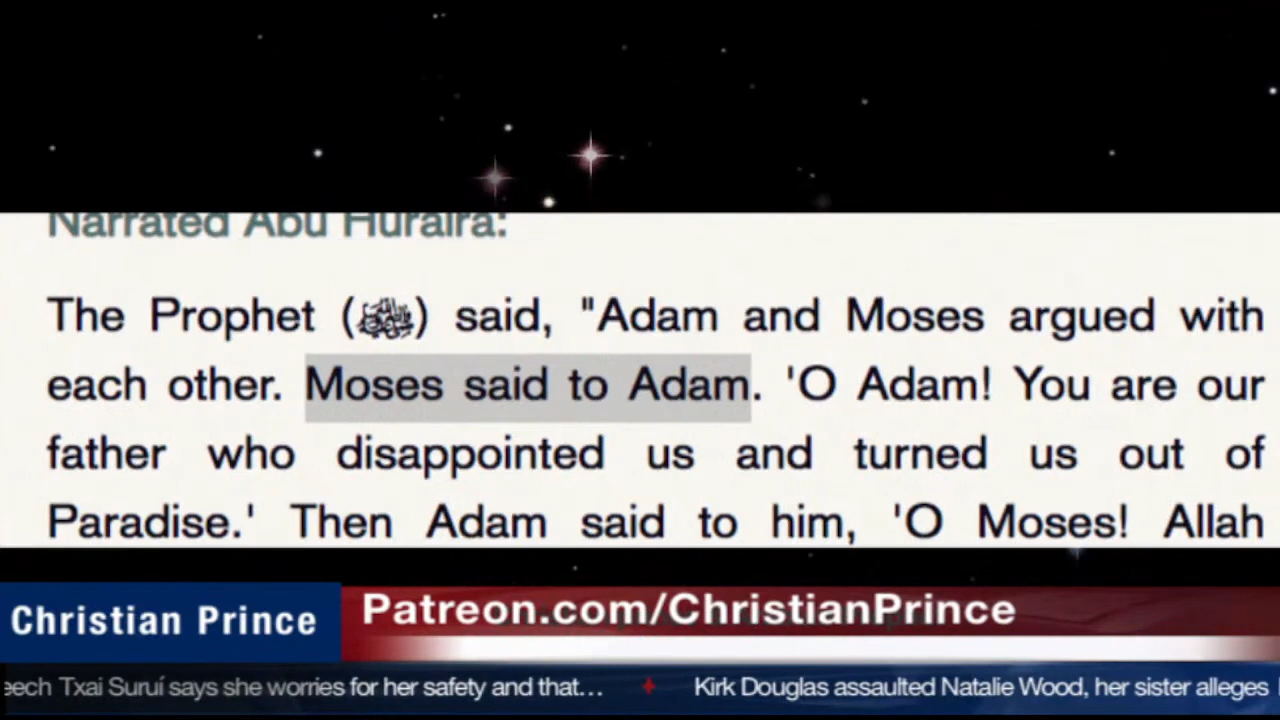 Narrated Abu Huraira:
The Prophet (ﷺ) said, "Adam and Moses argued with
each other. Moses said to Adam. 'O Adam! You are our
father who disappointed us and turned us out of
Paradise.' Then Adam said to him, 'O Moses! Allah
Christian Prince
Patreon.com/ChristianPrince
eech Txai Suruí says she worries for her safety and that... Kirk Douglas assaulted Natalie Wood, her sister alleges